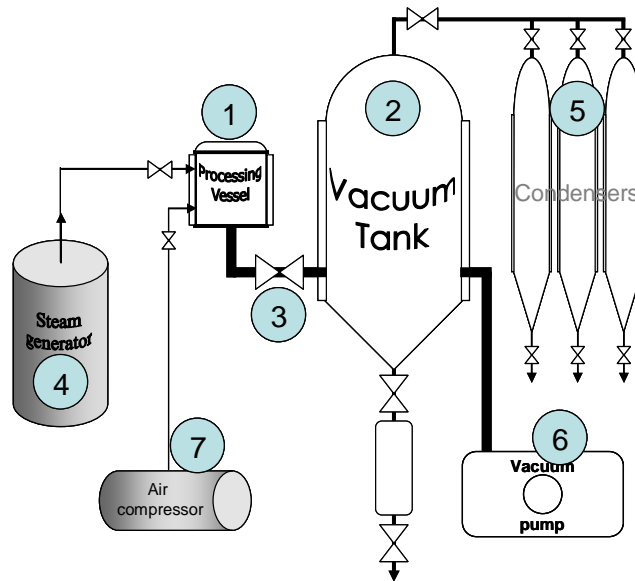 1
Processing
Vessel
2
Vacuum
Tank
5
Condensers
3
Steam
generator
4
7
Air
compressor
6
Vacuum
pump